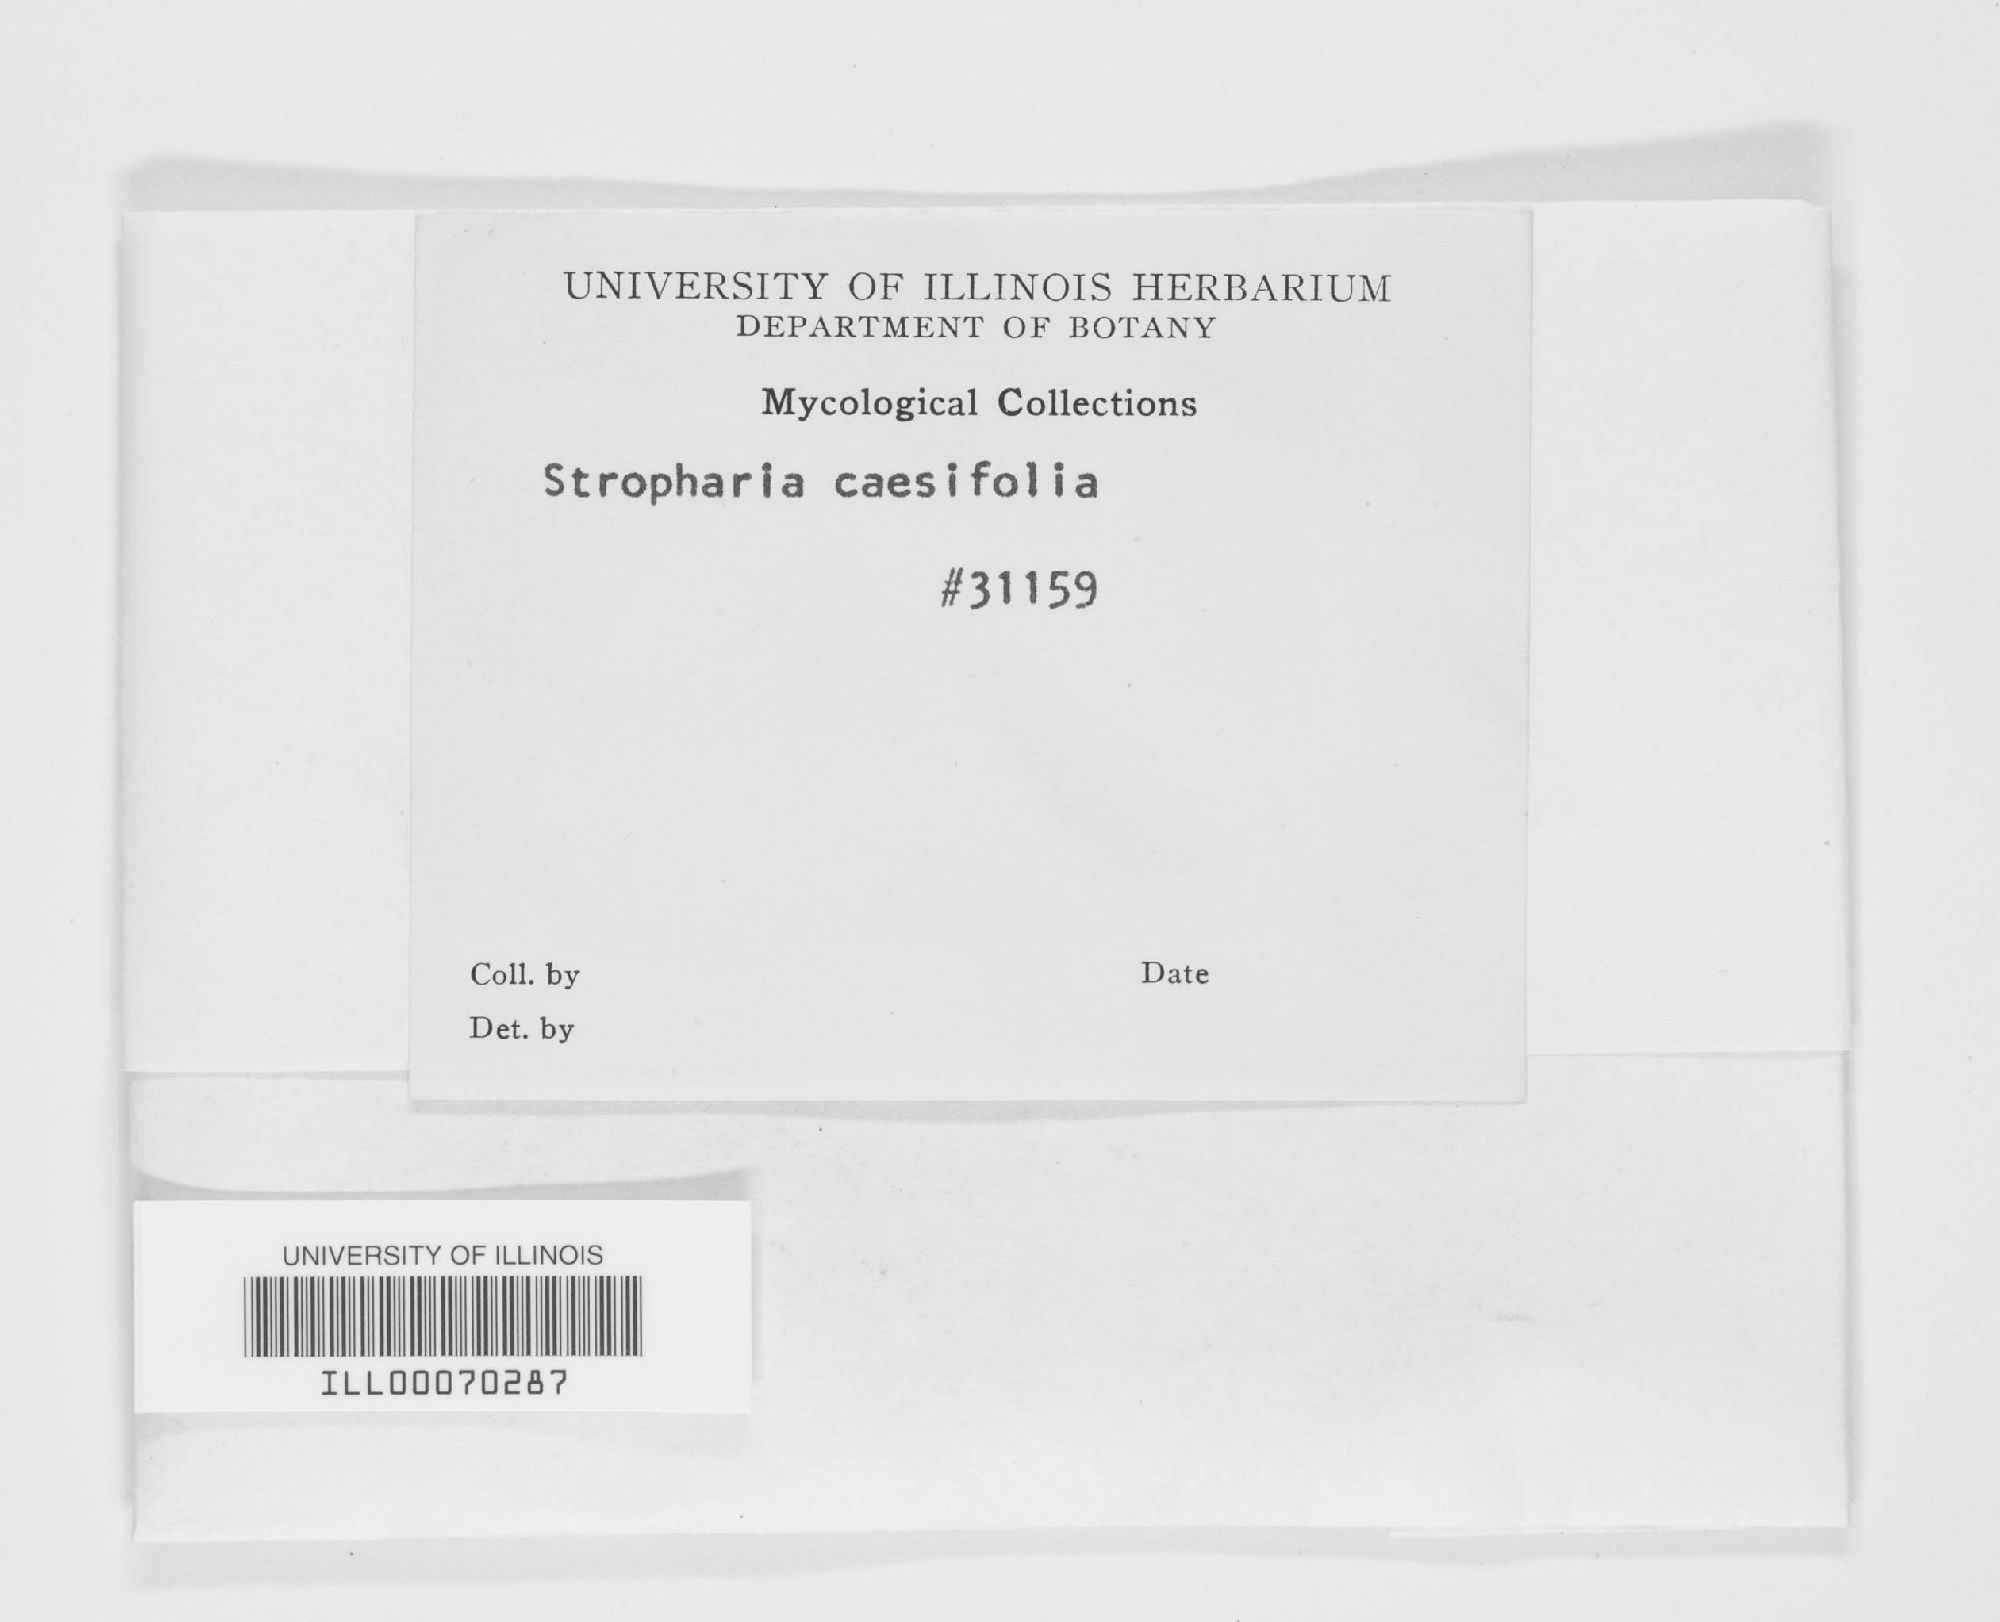 UNIVERSITY OF ILLINOIS HERBARIUM
DEPARTMENT OF BOTANY
Mycological Collections
Stropharia caesifolia
#31159
Coll. by Date
Det. by
UNIVERSITY OF ILLINOIS
ILL00070287